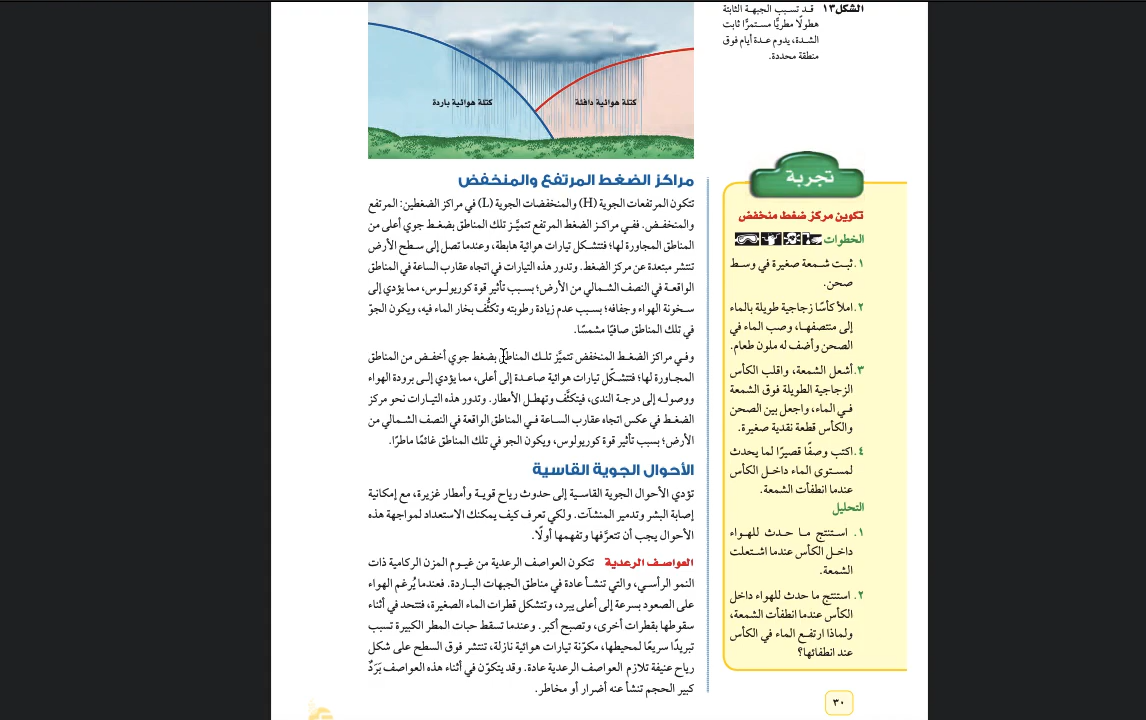 الشكل١٣ قد تسبب الجبهة الثابتة
هطولًا مطريًّا مستمرًّا ثابت
الشدة، يدوم عدة أيام فوق
منطقة محددة.
كتلة هوائية باردة
كتلة هوائية دافئة
مراكز الضغط المرتفع والمنخفض
تتكون المرتفعات الجوية (H) والمنخفضات الجوية (L) في مراكز الضغطين: المرتفع
والمنخفض. ففي مراكز الضغط المرتفع تتميَّز تلك المناطق بضغط جوي أعلى من
المناطق المجاورة لها؛ فتتشكل تيارات هوائية هابطة، وعندما تصل إلى سطح الأرض
تنتشر مبتعدة عن مركز الضغط. وتدور هذه التيارات في اتجاه عقارب الساعة في المناطق
الواقعة في النصف الشمالي من الأرض؛ بسبب تأثير قوة كوريولوس، مما يؤدي إلى
سخونة الهواء وجفافه؛ بسبب عدم زيادة رطوبته وتكثُّف بخار الماء فيه، ويكون الجوّ
في تلك المناطق صافيًا مشمسًا.
وفي مراكز الضغط المنخفض تتميَّز تلك المناطق بضغط جوي أخفض من المناطق
المجاورة لها؛ فتتشكّل تيارات هوائية صاعدة إلى أعلى، مما يؤدي إلى برودة الهواء
ووصوله إلى درجة الندى، فيتكثَّف وتهطل الأمطار. وتدور هذه التيارات نحو مركز
الضغط في عكس اتجاه عقارب الساعة في المناطق الواقعة في النصف الشمالي من
الأرض؛ بسبب تأثير قوة كوريولوس، ويكون الجو في تلك المناطق غائمًا ماطرًا.
الأحوال الجوية القاسية
تؤدي الأحوال الجوية القاسية إلى حدوث رياح قوية وأمطار غزيرة، مع إمكانية
إصابة البشر وتدمير المنشآت. ولكي تعرف كيف يمكنك الاستعداد لمواجهة هذه
الأحوال يجب أن تتعرَّفها وتفهمها أولًا.
العواصف الرعدية تتكون العواصف الرعدية من غيوم المزن الركامية ذات
النمو الرأسي، والتي تنشأ عادة في مناطق الجبهات الباردة. فعندما يُرغم الهواء
على الصعود بسرعة إلى أعلى يبرد، وتتشكل قطرات الماء الصغيرة، فتتحد في أثناء
سقوطها بقطرات أخرى، وتصبح أكبر. وعندما تسقط حبات المطر الكبيرة تسبب
تبريدًا سريعًا لمحيطها، مكوّنة تيارات هوائية نازلة، تنتشر فوق السطح على شكل
رياح عنيفة تلازم العواصف الرعدية عادة. وقد يتكوّن في أثناء هذه العواصف بَرَدٌ
كبير الحجم تنشأ عنه أضرار أو مخاطر.
تجربة
تكوين مركز ضغط منخفض
الخطوات
١. ثبت شمعة صغيرة في وسط
صحن.
٢. املأ كأسًا زجاجية طويلة بالماء
إلى منتصفها، وصب الماء في
الصحن وأضف له ملون طعام.
٣. أشعل الشمعة، واقلب الكأس
الزجاجية الطويلة فوق الشمعة
في الماء، واجعل بين الصحن
والكأس قطعة نقدية صغيرة.
٤. اكتب وصفًا قصيرًا لما يحدث
لمستوى الماء داخل الكأس
عندما انطفأت الشمعة.
التحليل
١. استنتج ما حدث للهواء
داخل الكأس عندما اشتعلت
الشمعة.
٢. استنتج ما حدث للهواء داخل
الكأس عندما انطفأت الشمعة،
ولماذا ارتفع الماء في الكأس
عند انطفائها؟
٣٠